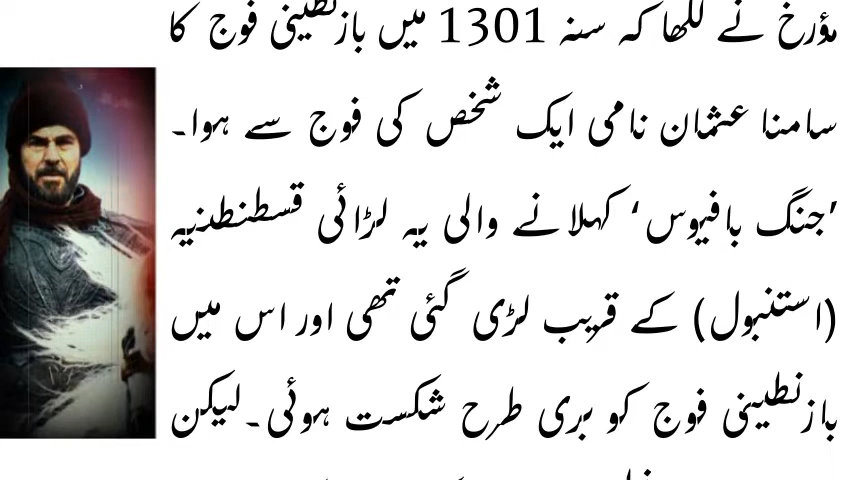 مؤرخ نے لکھا کہ سنہ 1301 میں بازنطینی فوج کا
سامنا عثمان نامی ایک شخص کی فوج سے ہوا۔
’جنگ بافیوس‘ کہلانے والی یہ لڑائی قسطنطنیہ
(استنبول) کے قریب لڑی گئی تھی اور اس میں
بازنطینی فوج کو بری طرح شکست ہوئی۔لیکن